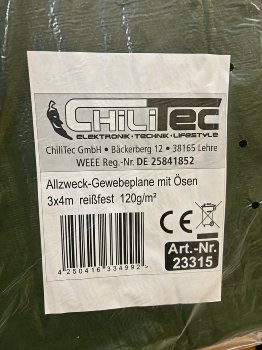 CHILITEC
ELEKTRONIK · TECHNIK · LIFESTYLE
ChiliTec GmbH • Bäckerberg 12 • 38165 Lehre
WEEE Reg.-Nr. DE 25841852
Allzweck-Gewebeplane mit Ösen
3x4m reißfest 120g/m²
CE
Art.-Nr.
23315
4 250416 334992 >